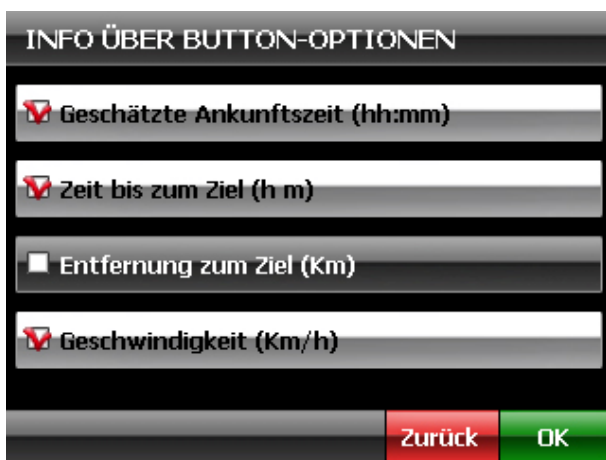 INFO ÜBER BUTTON-OPTIONEN
Geschätzte Ankunftszeit (hh:mm)
Zeit bis zum Ziel (h m)
Entfernung zum Ziel (Km)
Geschwindigkeit (Km/h)
Zurück OK